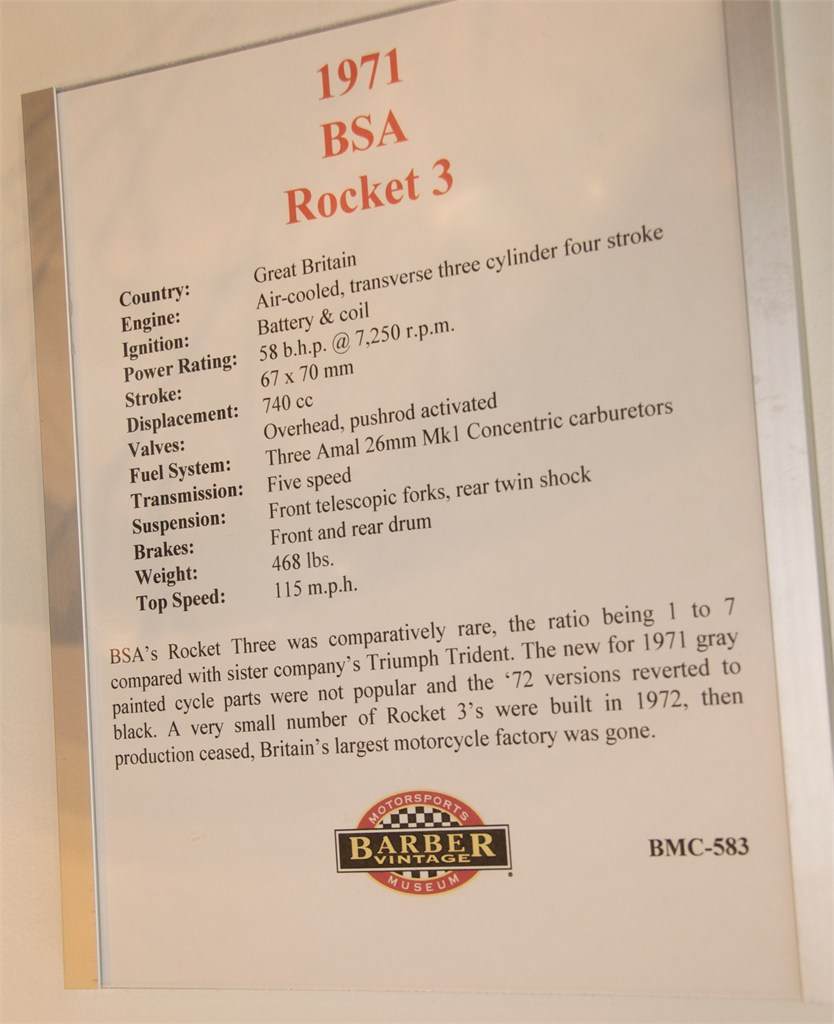 1971
BSA
Rocket 3
Country: Great Britain
Engine: Air-cooled, transverse three cylinder four stroke
Ignition: Battery & coil
Power Rating: 58 b.h.p. @ 7,250 r.p.m.
Stroke: 67 x 70 mm
Displacement: 740 cc
Valves: Overhead, pushrod activated
Fuel System: Three Amal 26mm Mk1 Concentric carburetors
Transmission: Five speed
Suspension: Front telescopic forks, rear twin shock
Brakes: Front and rear drum
Weight: 468 lbs.
Top Speed: 115 m.p.h.
BSA's Rocket Three was comparatively rare, the ratio being 1 to 7
compared with sister company's Triumph Trident. The new for 1971 gray
painted cycle parts were not popular and the '72 versions reverted to
black. A very small number of Rocket 3's were built in 1972, then
production ceased, Britain's largest motorcycle factory was gone.
MOTORSPORTS
BARBER
VINTAGE
MUSEUM
BMC-583